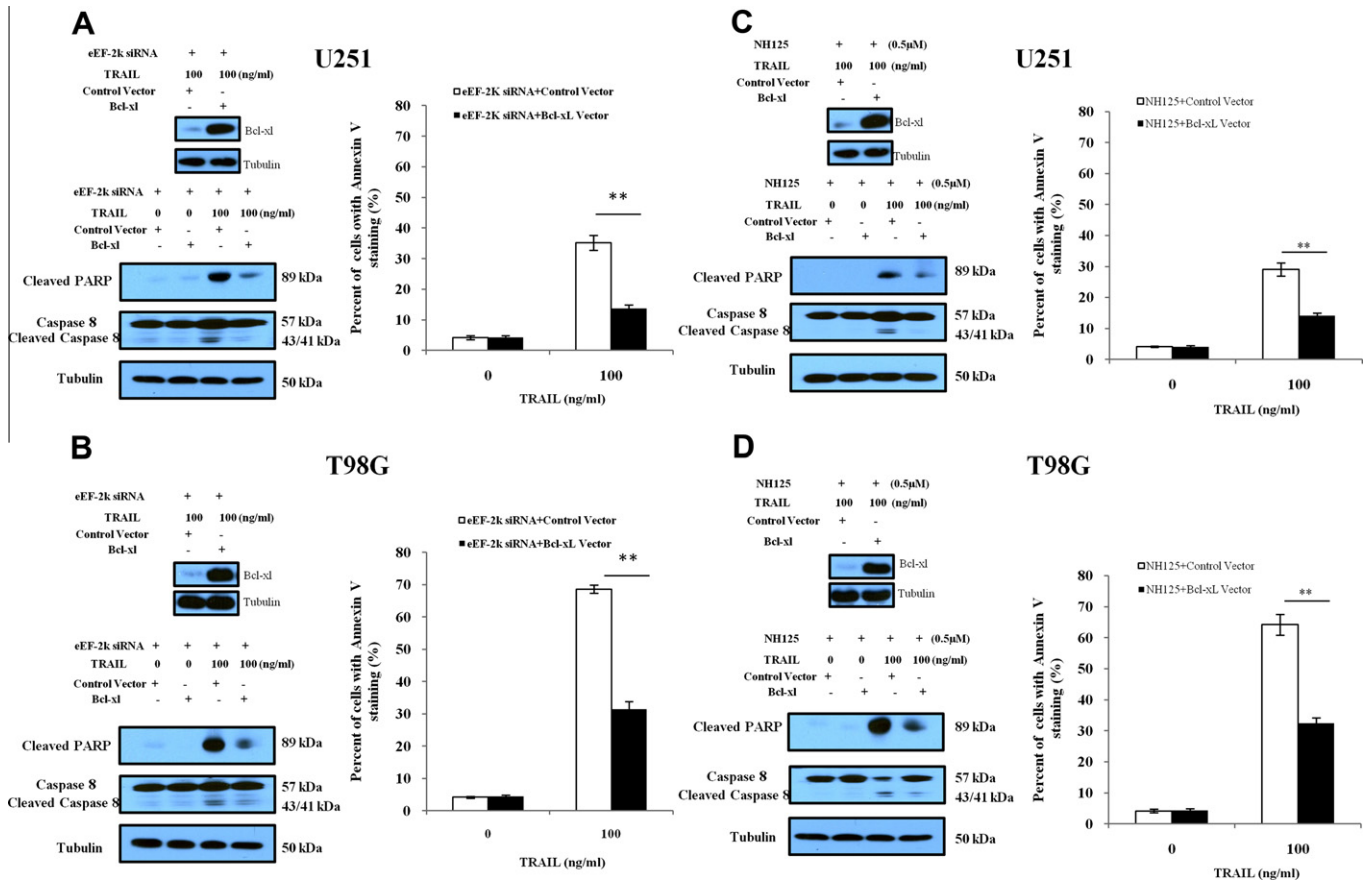 A
U251
eEF-2k siRNA + +
TRAIL 100 100 (ng/ml)
Control Vector + -
Bcl-xl - +
Bcl-xl
Tubulin
eEF-2k siRNA + + + +
TRAIL 0 0 100 100 (ng/ml)
Control Vector + - + -
Bcl-xl - + - +
Cleaved PARP 89 kDa
Caspase 8 57 kDa
Cleaved Caspase 8 43/41 kDa
Tubulin 50 kDa
eEF-2K siRNA+Control Vector
eEF-2K siRNA+Bcl-xL Vector
Percent of cells owith Annexin V
staining (%)
80
70
60
50
40
30
20
10
0
**
0 100
TRAIL (ng/ml)
C
U251
NH125 + + (0.5μM)
TRAIL 100 100 (ng/ml)
Control Vector + -
Bcl-xl - +
Bcl-xl
Tubulin
NH125 + + + + (0.5μM)
TRAIL 0 0 100 100 (ng/ml)
Control Vector + - + -
Bcl-xl - + - +
Cleaved PARP 89 kDa
Caspase 8 57 kDa
Cleaved Caspase 8 43/41 kDa
Tubulin 50 kDa
NH125+Control Vector
NH125+Bcl-xL Vector
Percent of cells with Annexin V
staining (%)
80
70
60
50
40
30
20
10
0
**
0 100
TRAIL (ng/ml)
B
T98G
eEF-2k siRNA + +
TRAIL 100 100 (ng/ml)
Control Vector + -
Bcl-xl - +
Bcl-xl
Tubulin
eEF-2k siRNA + + + +
TRAIL 0 0 100 100 (ng/ml)
Control Vector + - + -
Bcl-xl - + - +
Cleaved PARP 89 kDa
Caspase 8 57 kDa
Cleaved Caspase 8 43/41 kDa
Tubulin 50 kDa
eEF-2k siRNA+Control Vector
eEF-2k siRNA+Bcl-xL Vector
Percent of cells with Annexin V
staining (%)
80
70
60
50
40
30
20
10
0
**
0 100
TRAIL (ng/ml)
D
T98G
NH125 + + (0.5μM)
TRAIL 100 100 (ng/ml)
Control Vector + -
Bcl-xl - +
Bcl-xl
Tubulin
NH125 + + + + (0.5μM)
TRAIL 0 0 100 100 (ng/ml)
Control Vector + - + -
Bcl-xl - + - +
Cleaved PARP 89 kDa
Caspase 8 57 kDa
Cleaved Caspase 8 43/41 kDa
Tubulin 50 kDa
NH125+Control Vector
NH125+Bcl-xL Vector
Percent of cells with Annexin V
staining (%)
80
70
60
50
40
30
20
10
0
**
0 100
TRAIL (ng/ml)